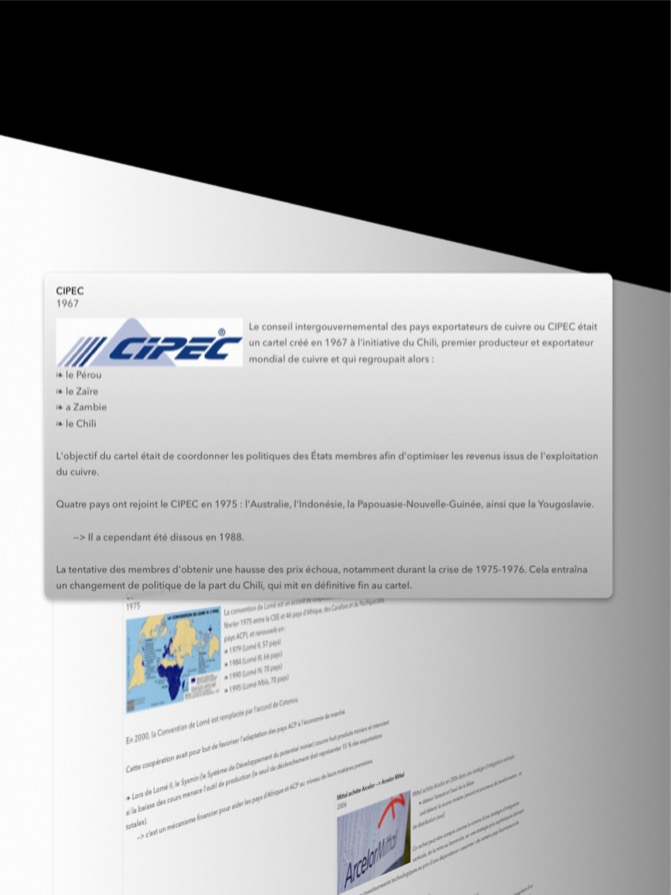 CIPEC
1967
CiPEC®
Le conseil intergouvernemental des pays exportateurs de cuivre ou CIPEC était
un cartel créé en 1967 à l'initiative du Chili, premier producteur et exportateur
mondial de cuivre et qui regroupait alors :
❧ le Pérou
❧ le Zaïre
❧ a Zambie
❧ le Chili
L'objectif du cartel était de coordonner les politiques des États membres afin d'optimiser les revenus issus de l'exploitation
du cuivre.
Quatre pays ont rejoint le CIPEC en 1975 : l'Australie, l'Indonésie, la Papouasie-Nouvelle-Guinée, ainsi que la Yougoslavie.
--> Il a cependant été dissous en 1988.
La tentative des membres d'obtenir une hausse des prix échoua, notamment durant la crise de 1975-1976. Cela entraîna
un changement de politique de la part du Chili, qui mit en définitive fin au cartel.
1975
La convention de Lomé est un accord de
février 1975 entre la CEE et 46 pays d'Afrique, des Caraïbes et du Pacifique
pays ACP), et renouvelé en :
1979 (Lomé II, 57 pays)
1984 (Lomé III, 66 pays)
1990 (Lomé IV, 70 pays)
1995 (Lomé IVbis, 70 pays)
En 2000, la Convention de Lomé est remplacée par l'accord de Cotonou.
Cette coopération avait pour but de favoriser l'adaptation des pays ACP à l'économie de marché.
Lors de Lomé II, le Sysmin (le Système de Développement du potentiel minier) couvre huit produits miniers et intervient
si la baisse des cours menace l'outil de production (le seuil de déclenchement doit représenter 15 % des exportations
totales).
--> c'est un mécanisme financier pour aider les pays d'Afrique et ACP au niveau de leurs matières premières
Mittal achète Arcelor --> Arcelor Mittal
2006
ArcelorMittal